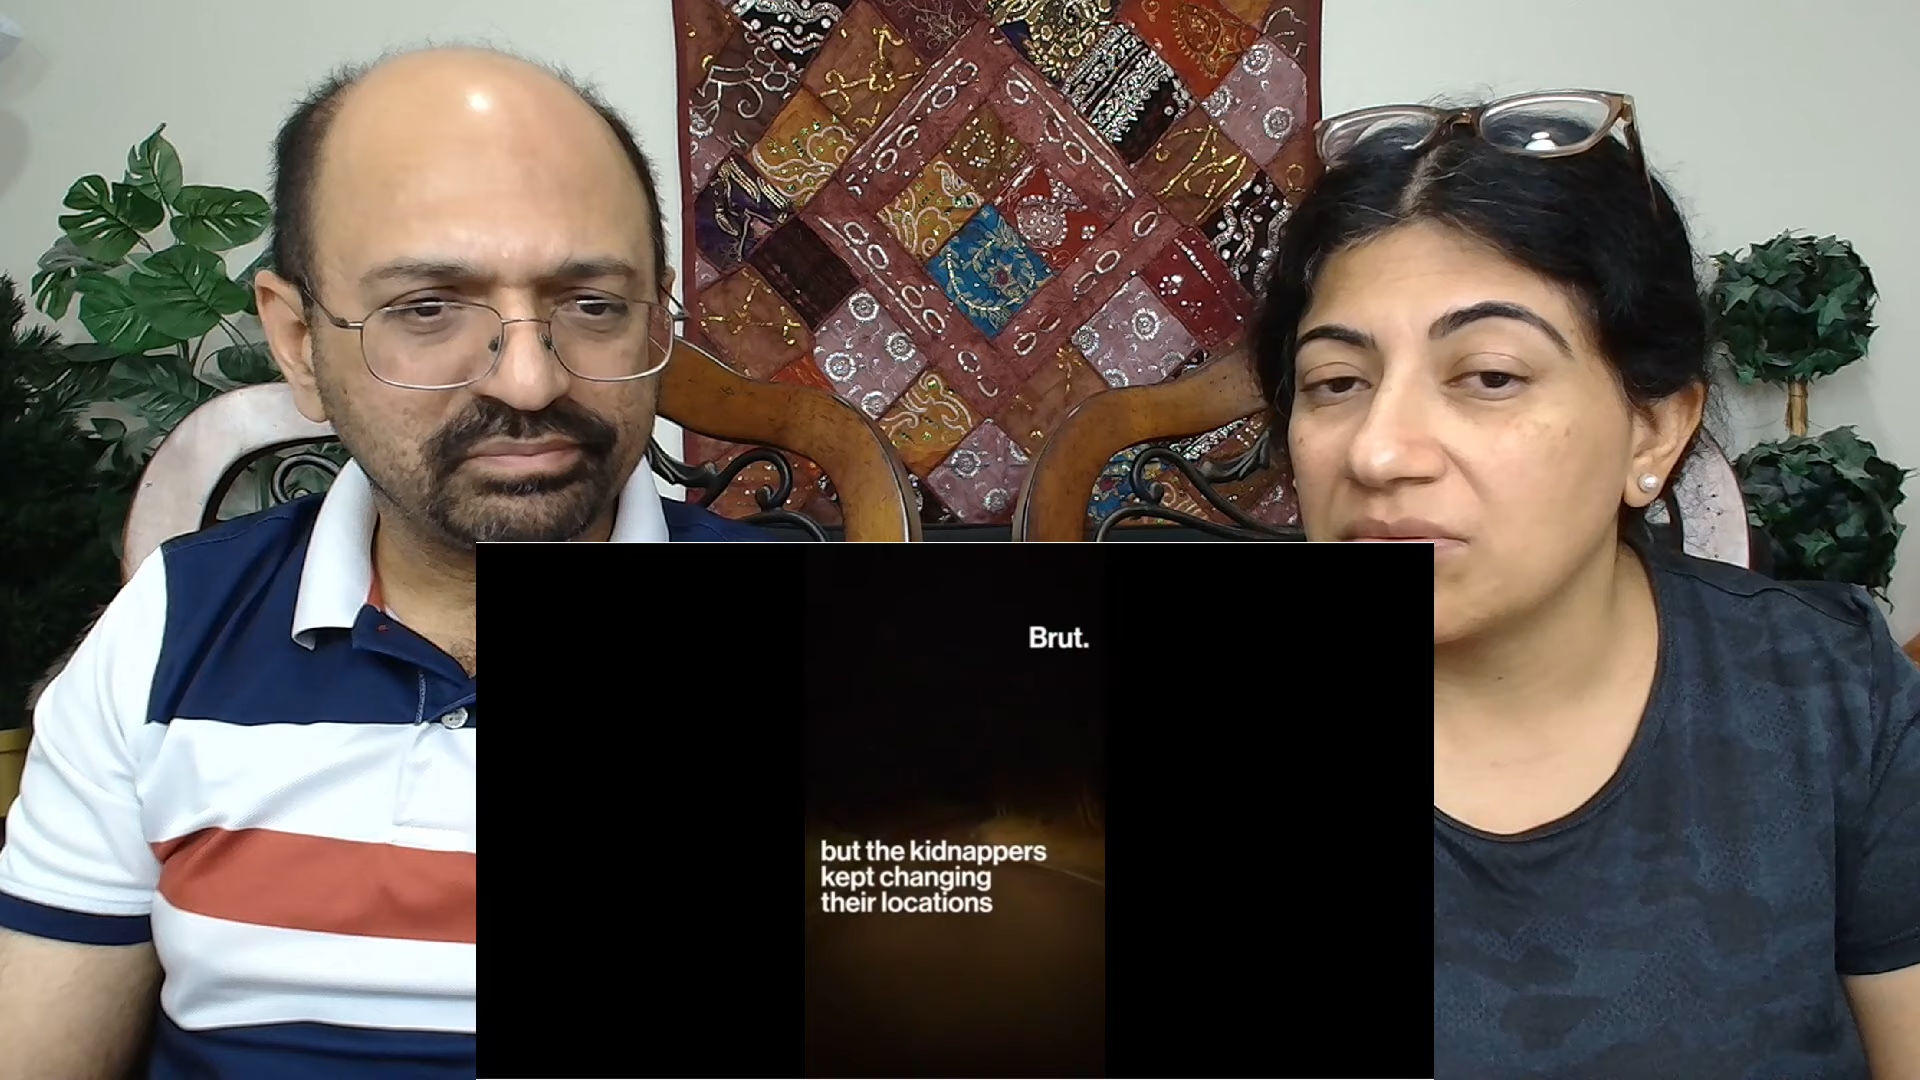 Brut.
but the kidnappers
kept changing
their locations